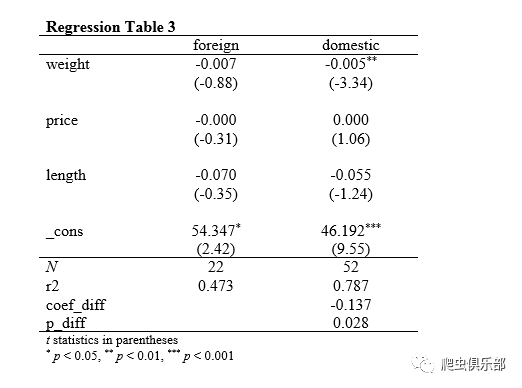 Regression Table 3
foreign domestic
weight -0.007 -0.005**
(-0.88) (-3.34)
price -0.000 0.000
(-0.31) (1.06)
length -0.070 -0.055
(-0.35) (-1.24)
_cons 54.347* 46.192***
(2.42) (9.55)
N 22 52
r2 0.473 0.787
coef_diff -0.137
p_diff 0.028
t statistics in parentheses
* p < 0.05, ** p < 0.01, *** p < 0.001
爬虫俱乐部